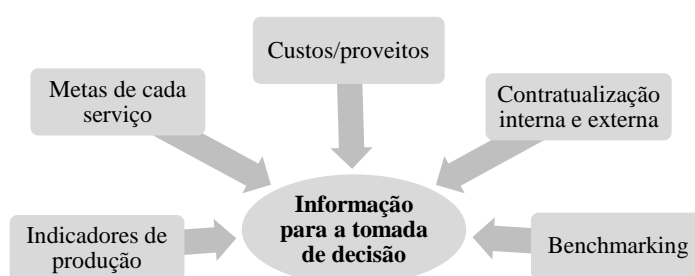 Custos/proveitos
Metas de cada
serviço
Contratualização
interna e externa
Informação
para a tomada
de decisão
Indicadores de
produção
Benchmarking